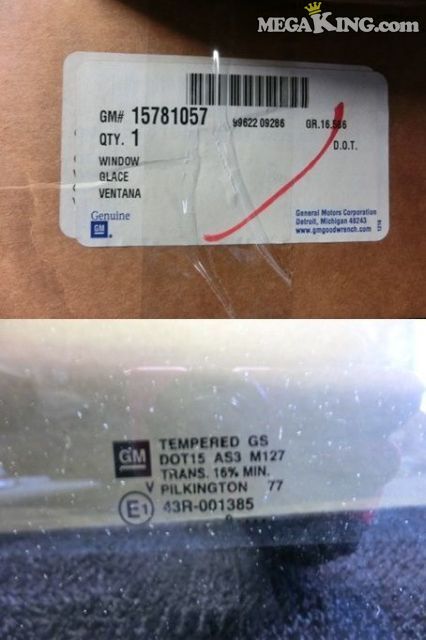 MEGAKING.com
GM# 15781057
99622 09286
GR.16.566
QTY. 1
D.O.T.
WINDOW
GLACE
VENTANA
Genuine
GM
General Motors Corporation
Detroit, Michigan 48243
www.gmgoodwrench.com
GM
TEMPERED GS
DOT15 AS3 M127
TRANS. 16% MIN.
V PILKINGTON 77
E1 43R-001385